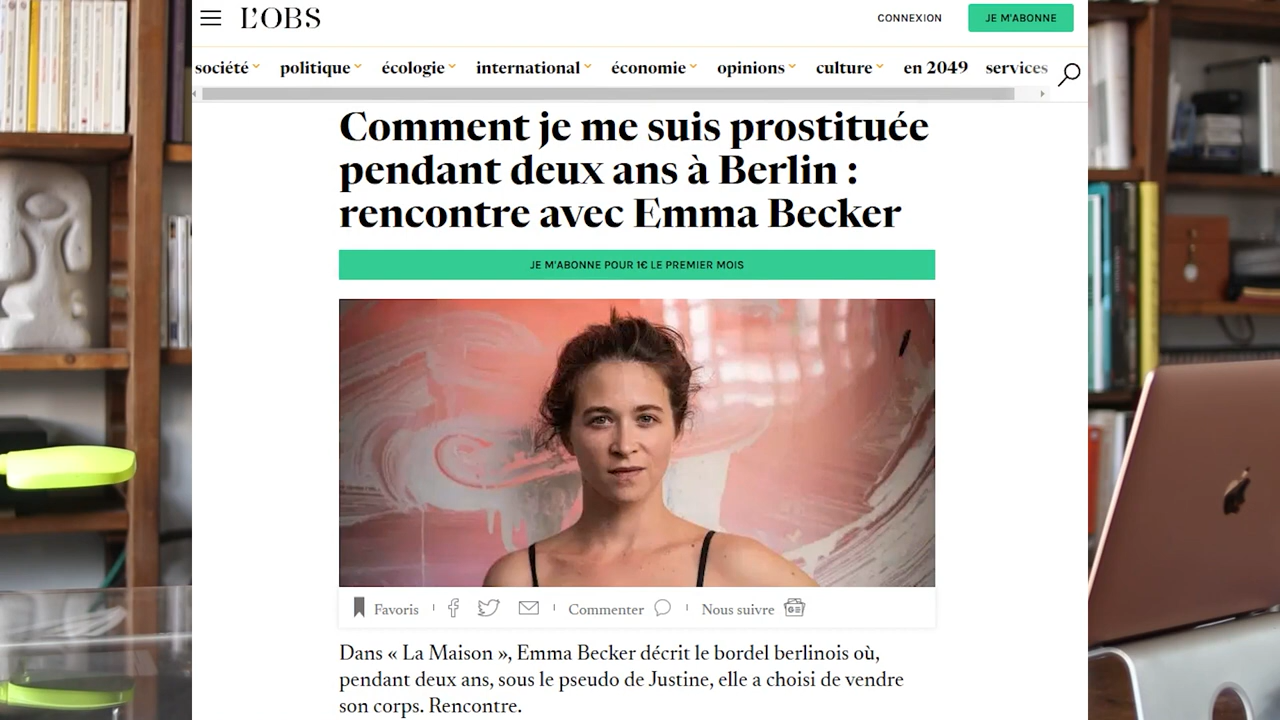 L'OBS
CONNEXION
JE M'ABONNE
société
politique
écologie
international
économie
opinions
culture
en 2049
services
Comment je me suis prostituée
pendant deux ans à Berlin :
rencontre avec Emma Becker
JE M'ABONNE POUR 1€ LE PREMIER MOIS
Favoris
Commenter
Nous suivre
GE
Dans « La Maison », Emma Becker décrit le bordel berlinois où,
pendant deux ans, sous le pseudo de Justine, elle a choisi de vendre
son corps. Rencontre.